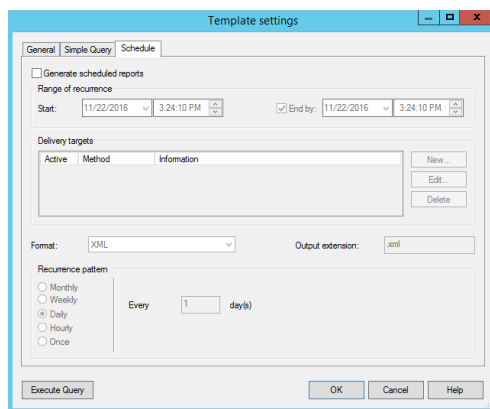 Template settings
General Simple Query Schedule
Generate scheduled reports
Range of recurrence
Start: 11/22/2016 3:24:10 PM End by: 11/22/2016 3:24:10 PM
Delivery targets
Active Method Information
New...
Edit...
Delete
Format: XML Output extension: .xml
Recurrence pattern
Monthly
Weekly
Daily
Hourly
Once
Every 1 day(s)
Execute Query OK Cancel Help